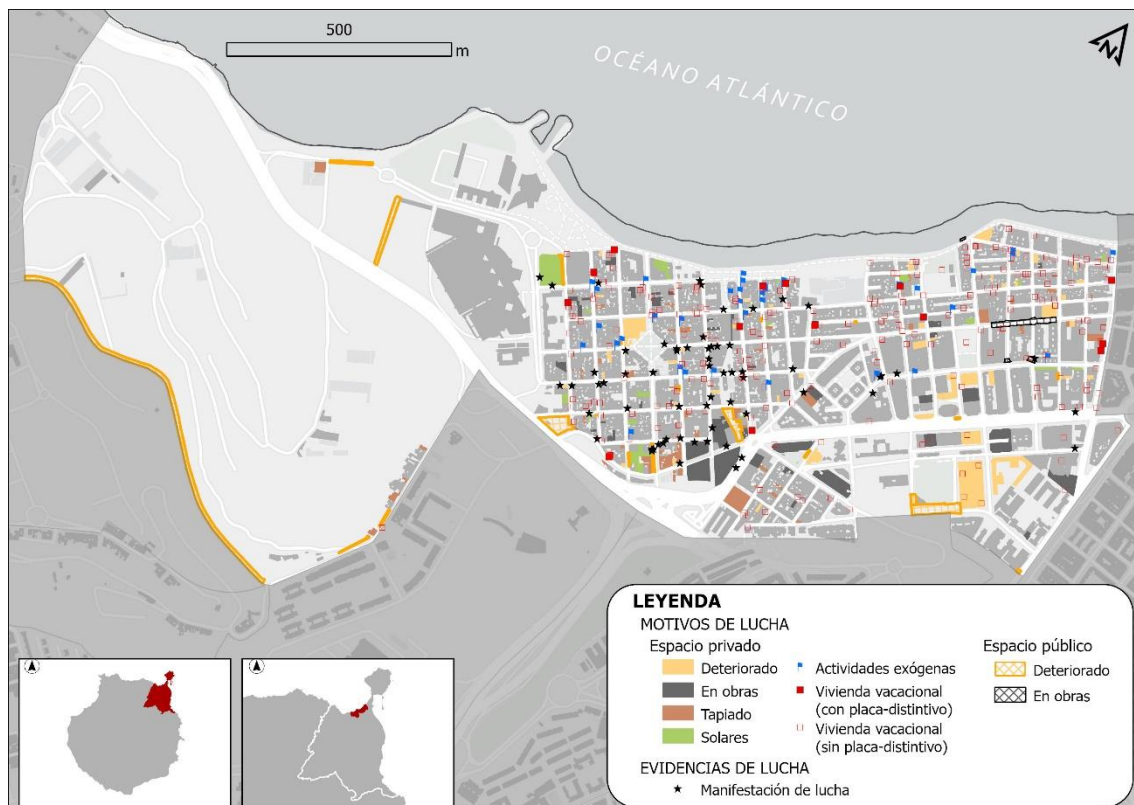 500
m
N
OCÉANO ATLÁNTICO
LEYENDA
MOTIVOS DE LUCHA
Espacio privado
Deteriorado
En obras
Tapiado
Solares
Actividades exógenas
Vivienda vacacional
(con placa-distintivo)
Vivienda vacacional
(sin placa-distintivo)
Espacio público
Deteriorado
En obras
EVIDENCIAS DE LUCHA
Manifestación de lucha